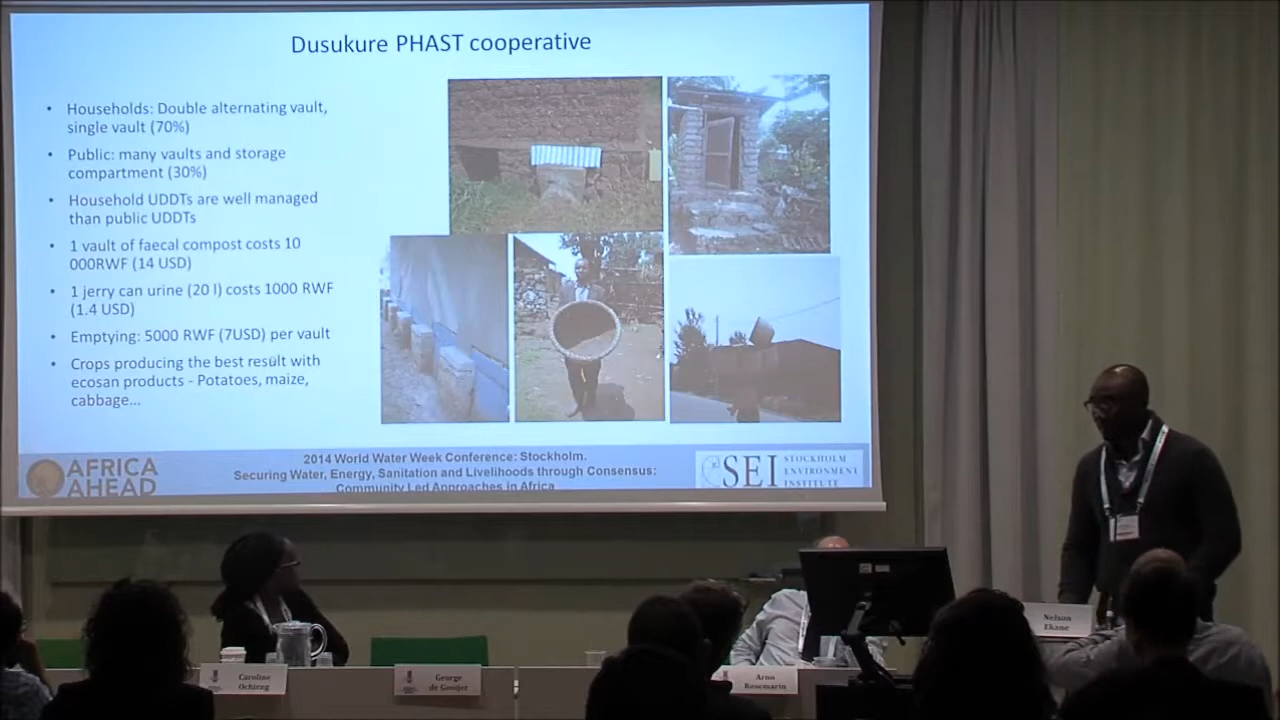 Dusukure PHAST cooperative
• Households: Double alternating vault,
single vault (70%)
• Public: many vaults and storage
compartment (30%)
• Household UDDTs are well managed
than public UDDTs
• 1 vault of faecal compost costs 10
000RWF (14 USD)
• 1 jerry can urine (20 l) costs 1000 RWF
(1.4 USD)
• Emptying: 5000 RWF (7USD) per vault
• Crops producing the best result with
ecosan products - Potatoes, maize,
cabbage...
AFRICA
AHEAD
2014 World Water Week Conference: Stockholm.
Securing Water, Energy, Sanitation and Livelihoods through Consensus:
Community Led Approaches in Africa
SEI STOCKHOLM
ENVIRONMENT
INSTITUTE
Caroline
Ochieng
George
de Gooijer
Arno
Rosemarin
Nelson
Ekane